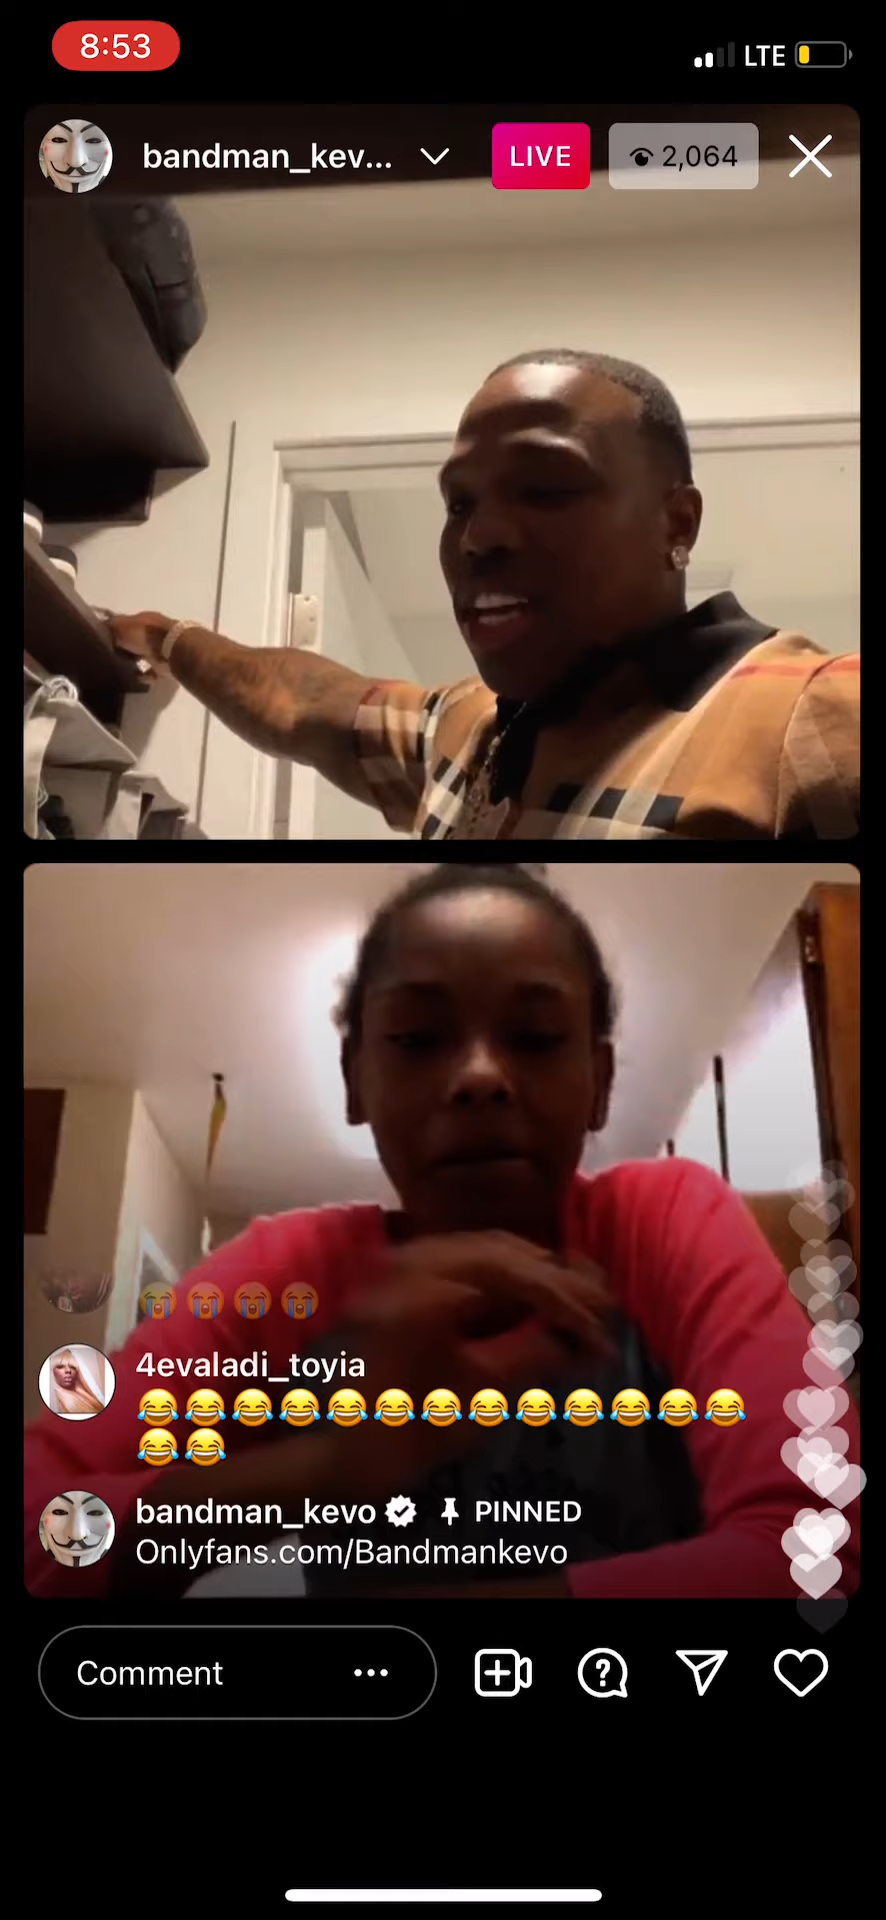 8:53
LTE
bandman_kev...
LIVE
2,064
4evaladi_toyia
😂😂😂😂😂😂😂😂😂😂😂😂😂
😂😂
bandman_kevo PINNED
Onlyfans.com/Bandmankevo
Comment